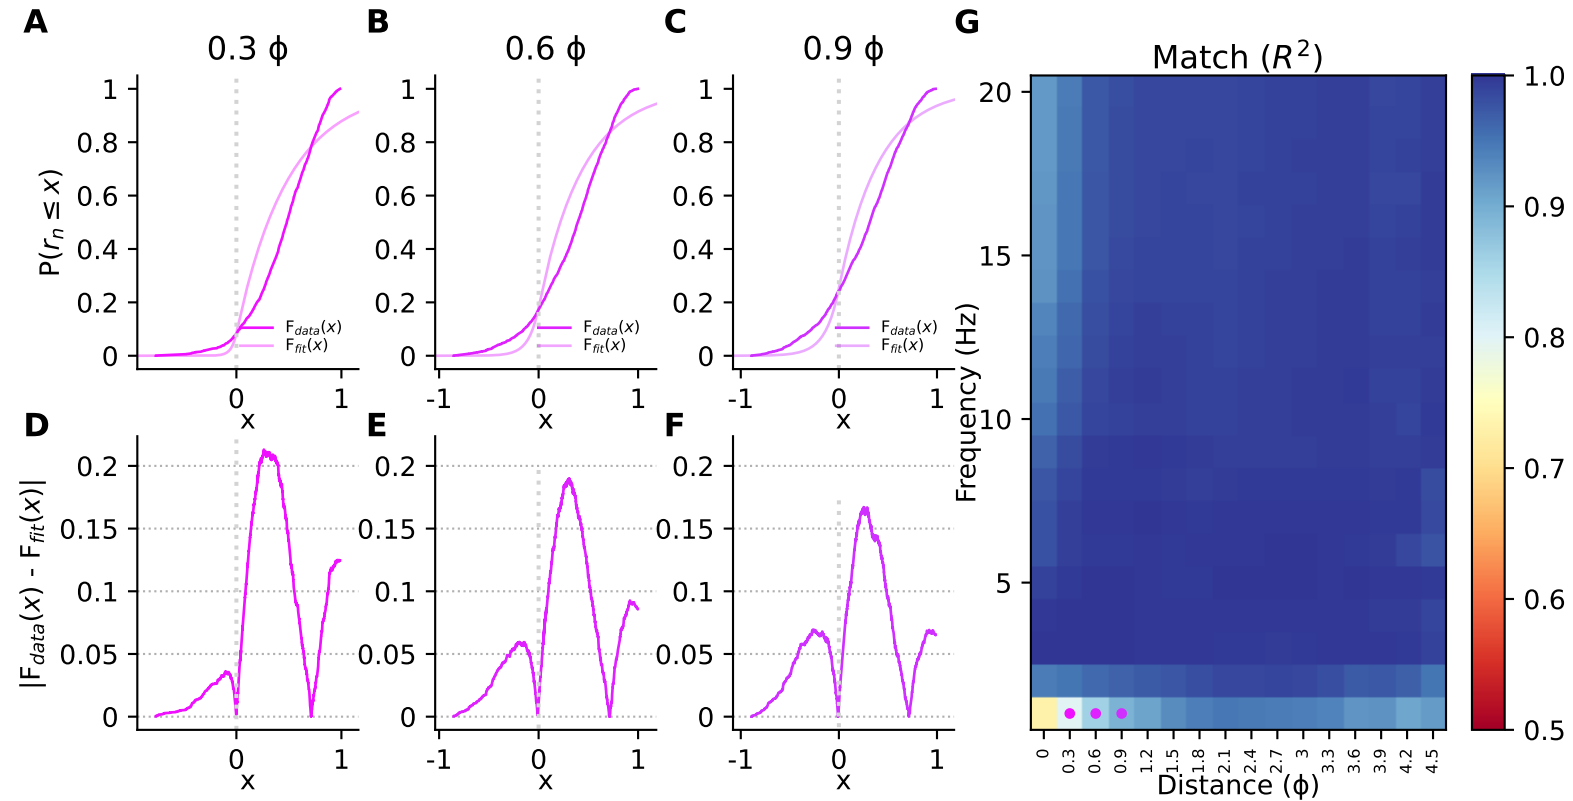 A
0.3 ϕ
1
0.8
0.6
0.4
0.2
0
P(rₙ ≤ x)
F_data(x)
F_fit(x)
0
1
x
B
0.6 ϕ
1
0.8
0.6
0.4
0.2
0
F_data(x)
F_fit(x)
-1
0
1
x
C
0.9 ϕ
1
0.8
0.6
0.4
0.2
0
F_data(x)
F_fit(x)
-1
0
1
x
D
0.2
0.15
0.1
0.05
0
|F_data(x) - F_fit(x)|
0
1
x
E
0.2
0.15
0.1
0.05
0
-1
0
1
x
F
0.2
0.15
0.1
0.05
0
-1
0
1
x
G
Match (R²)
20
15
10
5
Frequency (Hz)
0 0.3 0.6 0.9 1.2 1.5 1.8 2.1 2.4 2.7 3 3.3 3.6 3.9 4.2 4.5
Distance (ϕ)
1.0
0.9
0.8
0.7
0.6
0.5